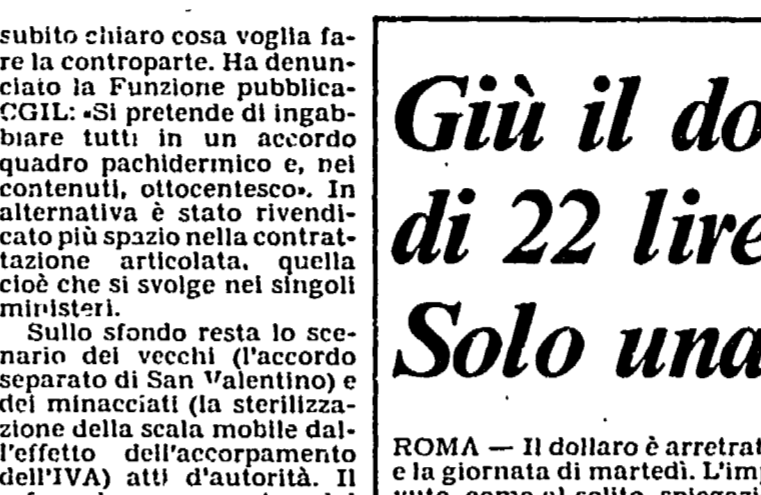 subito chiaro cosa voglia fa-
re la controparte. Ha denun-
ciato la Funzione pubblica-
CGIL: «Si pretende di ingab-
biare tutti in un accordo
quadro pachidermico e, nei
contenuti, ottocentesco». In
alternativa è stato rivendi-
cato più spazio nella contrat-
tazione articolata, quella
cioè che si svolge nei singoli
ministeri.
Sullo sfondo resta lo sce-
nario dei vecchi (l'accordo
separato di San Valentino) e
dei minacciati (la sterilizza-
zione della scala mobile dal-
l'effetto dell'accorpamento
dell'IVA) atti d'autorità. Il
Giù il do
di 22 lire
Solo una
ROMA — Il dollaro è arretrat
e la giornata di martedì. L'imp